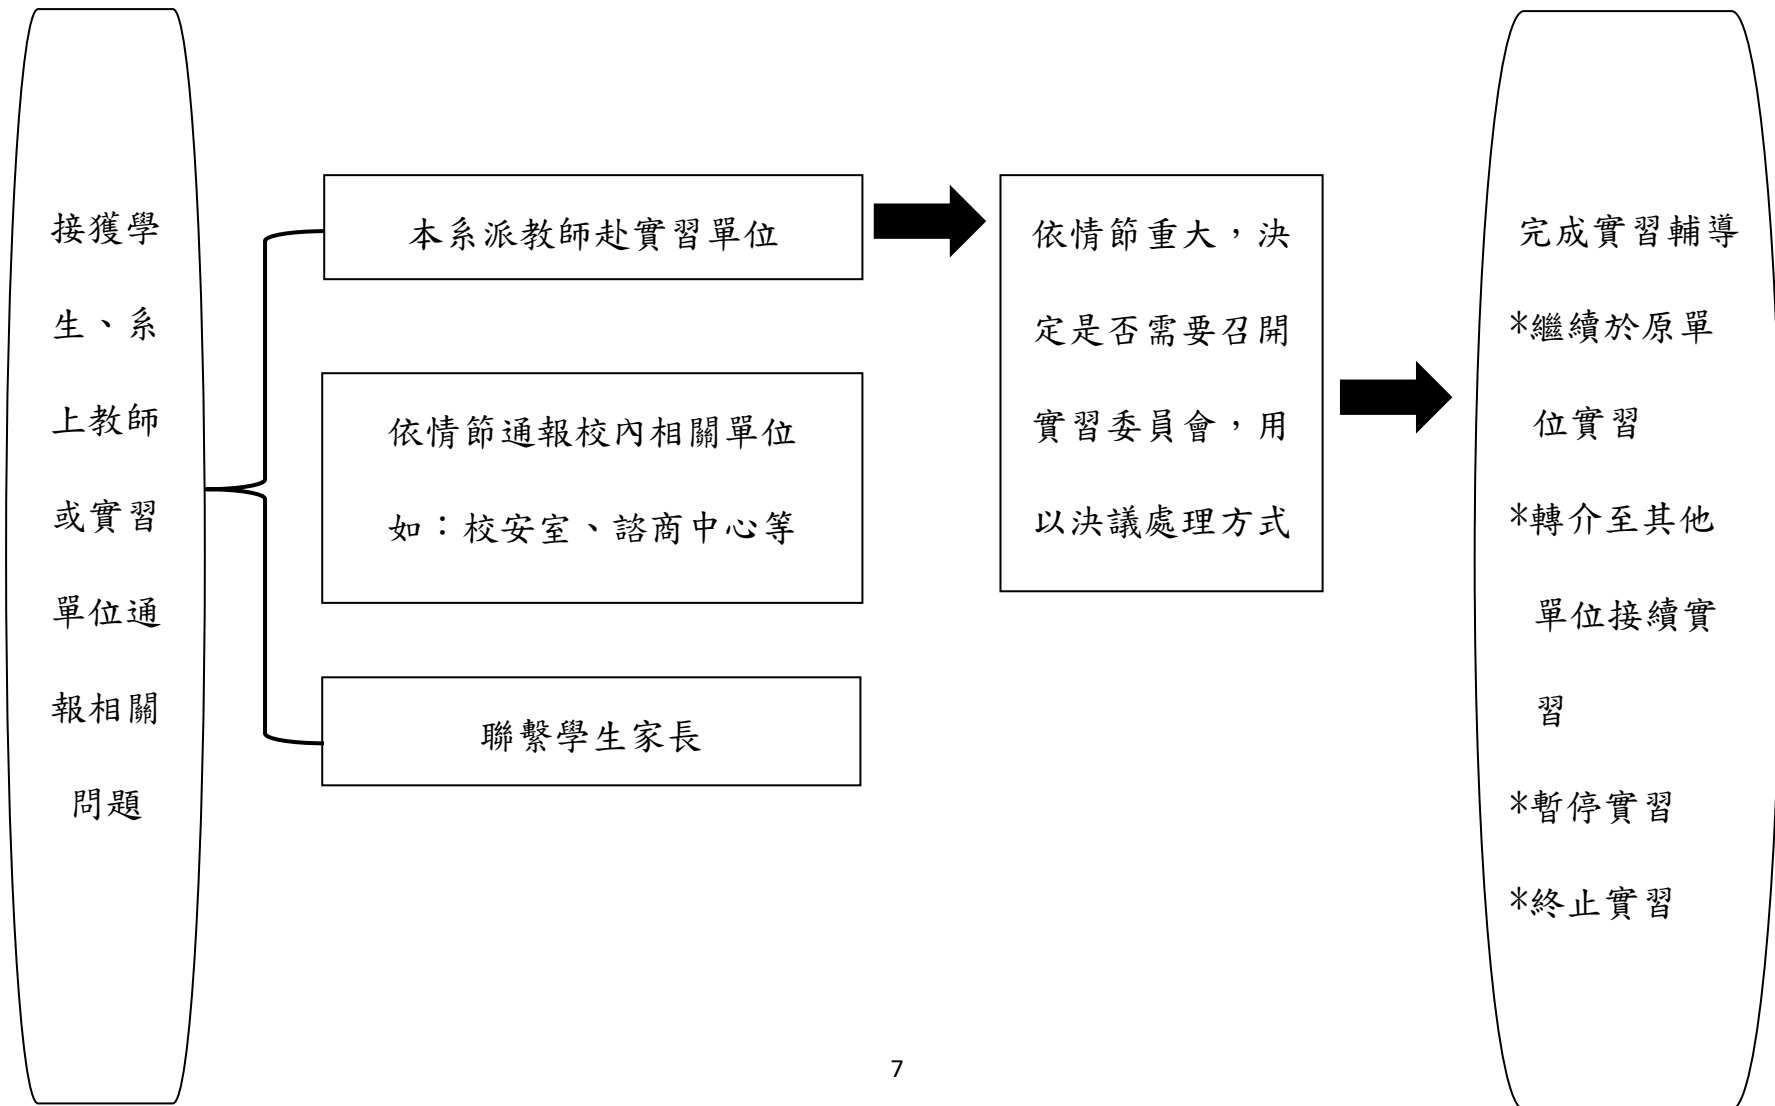 接獲學
生、系
上教師
或實習
單位通
報相關
問題
本系派教師赴實習單位
依情節通報校內相關單位
如：校安室、諮商中心等
聯繫學生家長
依情節重大，決
定是否需要召開
實習委員會，用
以決議處理方式
完成實習輔導
*繼續於原單
位實習
*轉介至其他
單位接續實
習
*暫停實習
*終止實習
7